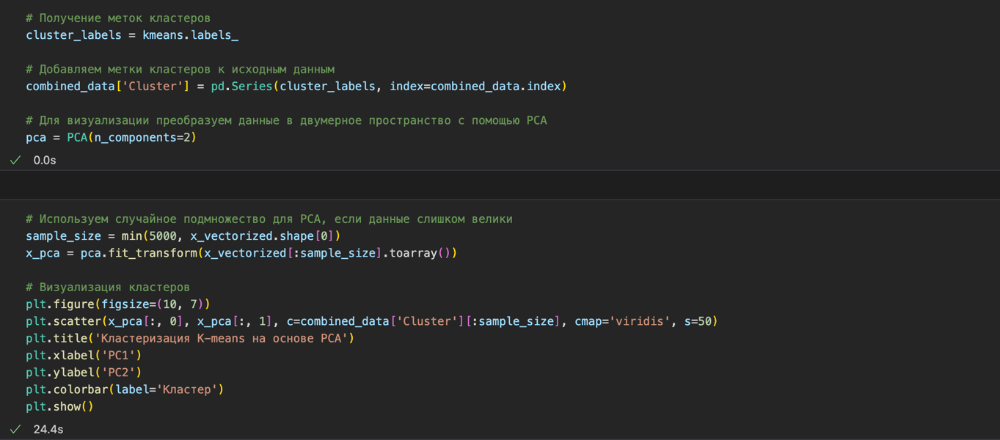 # Получение меток кластеров
cluster_labels = kmeans.labels_
# Добавляем метки кластеров к исходным данным
combined_data['Cluster'] = pd.Series(cluster_labels, index=combined_data.index)
# Для визуализации преобразуем данные в двумерное пространство с помощью PCA
pca = PCA(n_components=2)
0.0s
# Используем случайное подмножество для PCA, если данные слишком велики
sample_size = min(5000, x_vectorized.shape[0])
x_pca = pca.fit_transform(x_vectorized[:sample_size].toarray())
# Визуализация кластеров
plt.figure(figsize=(10, 7))
plt.scatter(x_pca[:, 0], x_pca[:, 1], c=combined_data['Cluster'][:sample_size], cmap='viridis', s=50)
plt.title('Кластеризация K-means на основе PCA')
plt.xlabel('PC1')
plt.ylabel('PC2')
plt.colorbar(label='Кластер')
plt.show()
24.4s